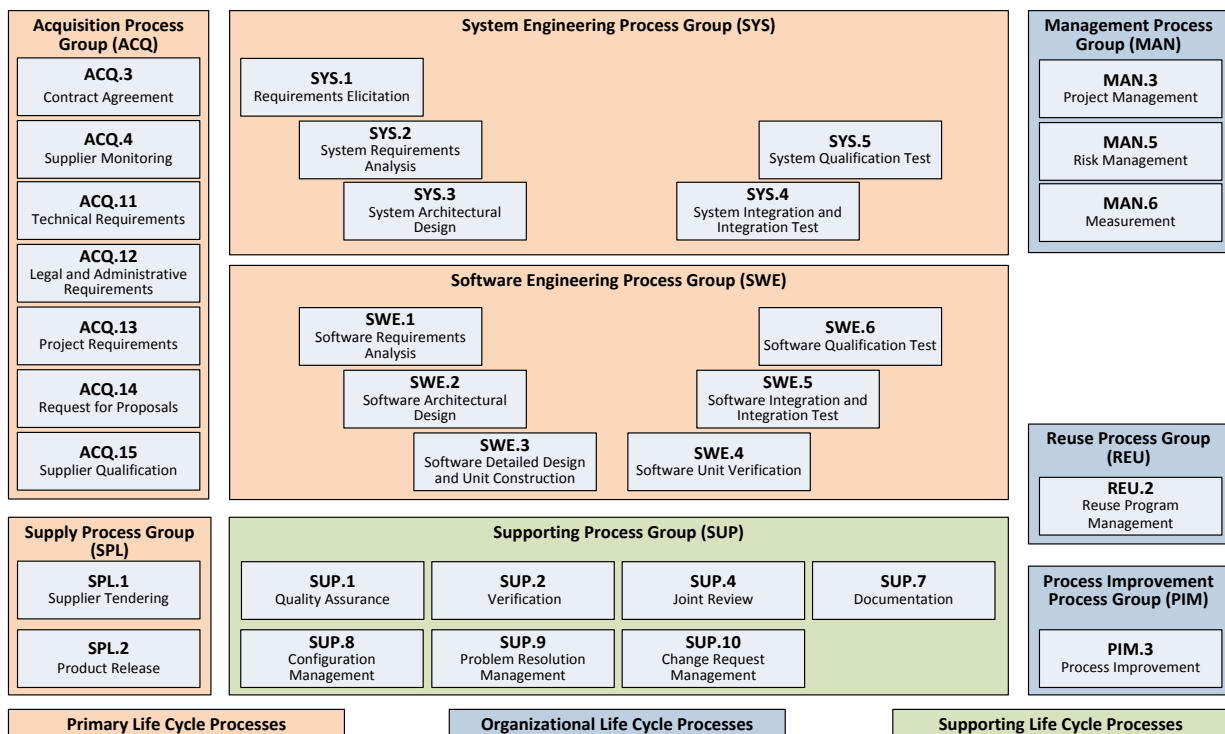 Acquisition Process
Group (ACQ)
ACQ.3
Contract Agreement
ACQ.4
Supplier Monitoring
ACQ.11
Technical Requirements
ACQ.12
Legal and Administrative
Requirements
ACQ.13
Project Requirements
ACQ.14
Request for Proposals
ACQ.15
Supplier Qualification
System Engineering Process Group (SYS)
SYS.1
Requirements Elicitation
SYS.2
System Requirements
Analysis
SYS.3
System Architectural
Design
SYS.5
System Qualification Test
SYS.4
System Integration and
Integration Test
Management Process
Group (MAN)
MAN.3
Project Management
MAN.5
Risk Management
MAN.6
Measurement
Software Engineering Process Group (SWE)
SWE.1
Software Requirements
Analysis
SWE.2
Software Architectural
Design
SWE.3
Software Detailed Design
and Unit Construction
SWE.6
Software Qualification Test
SWE.5
Software Integration and
Integration Test
SWE.4
Software Unit Verification
Reuse Process Group
(REU)
REU.2
Reuse Program
Management
Supply Process Group
(SPL)
SPL.1
Supplier Tendering
SPL.2
Product Release
Supporting Process Group (SUP)
SUP.1
Quality Assurance
SUP.2
Verification
SUP.4
Joint Review
SUP.7
Documentation
SUP.8
Configuration
Management
SUP.9
Problem Resolution
Management
SUP.10
Change Request
Management
Process Improvement
Process Group (PIM)
PIM.3
Process Improvement
Primary Life Cycle Processes
Organizational Life Cycle Processes
Supporting Life Cycle Processes